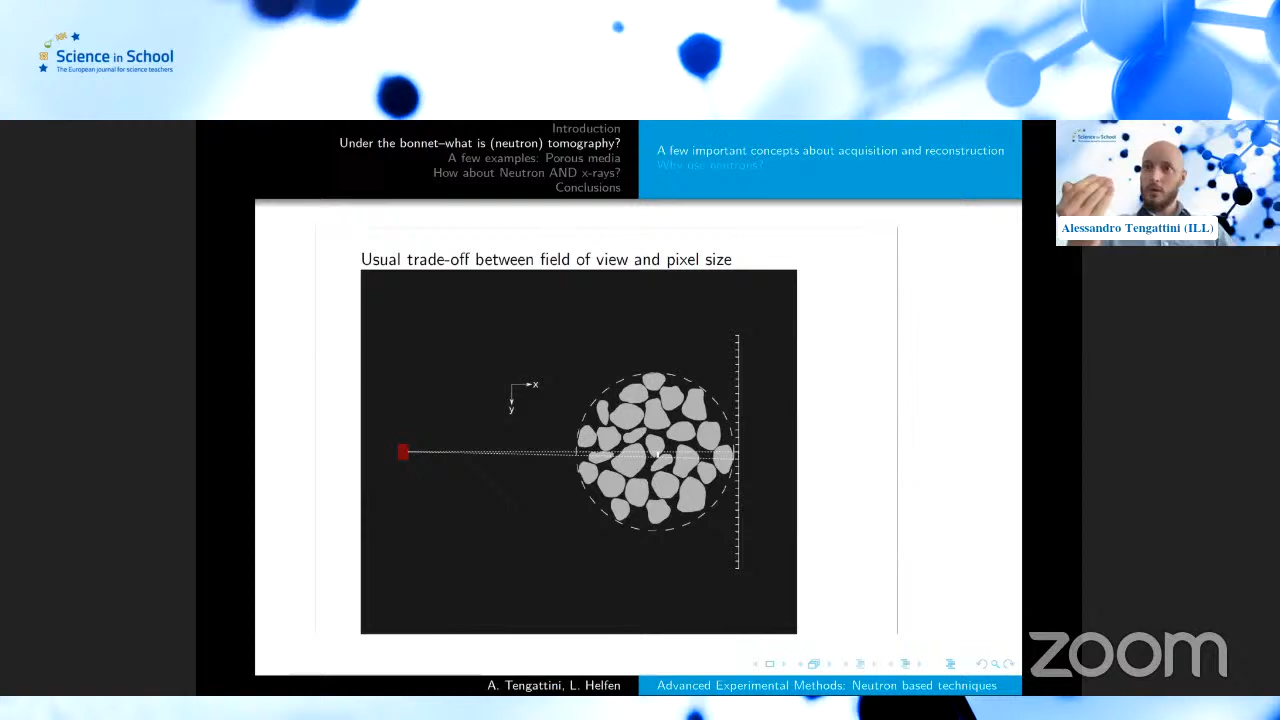 Science in School
The European journal for science teachers
Introduction
Under the bonnet–what is (neutron) tomography?
A few examples: Porous media
How about Neutron AND x-rays?
Conclusions
A few important concepts about acquisition and reconstruction
Why use neutrons?
Science in School
Alessandro Tengattini (ILL)
Usual trade-off between field of view and pixel size
x
y
zoom
A. Tengattini, L. Helfen
Advanced Experimental Methods: Neutron based techniques